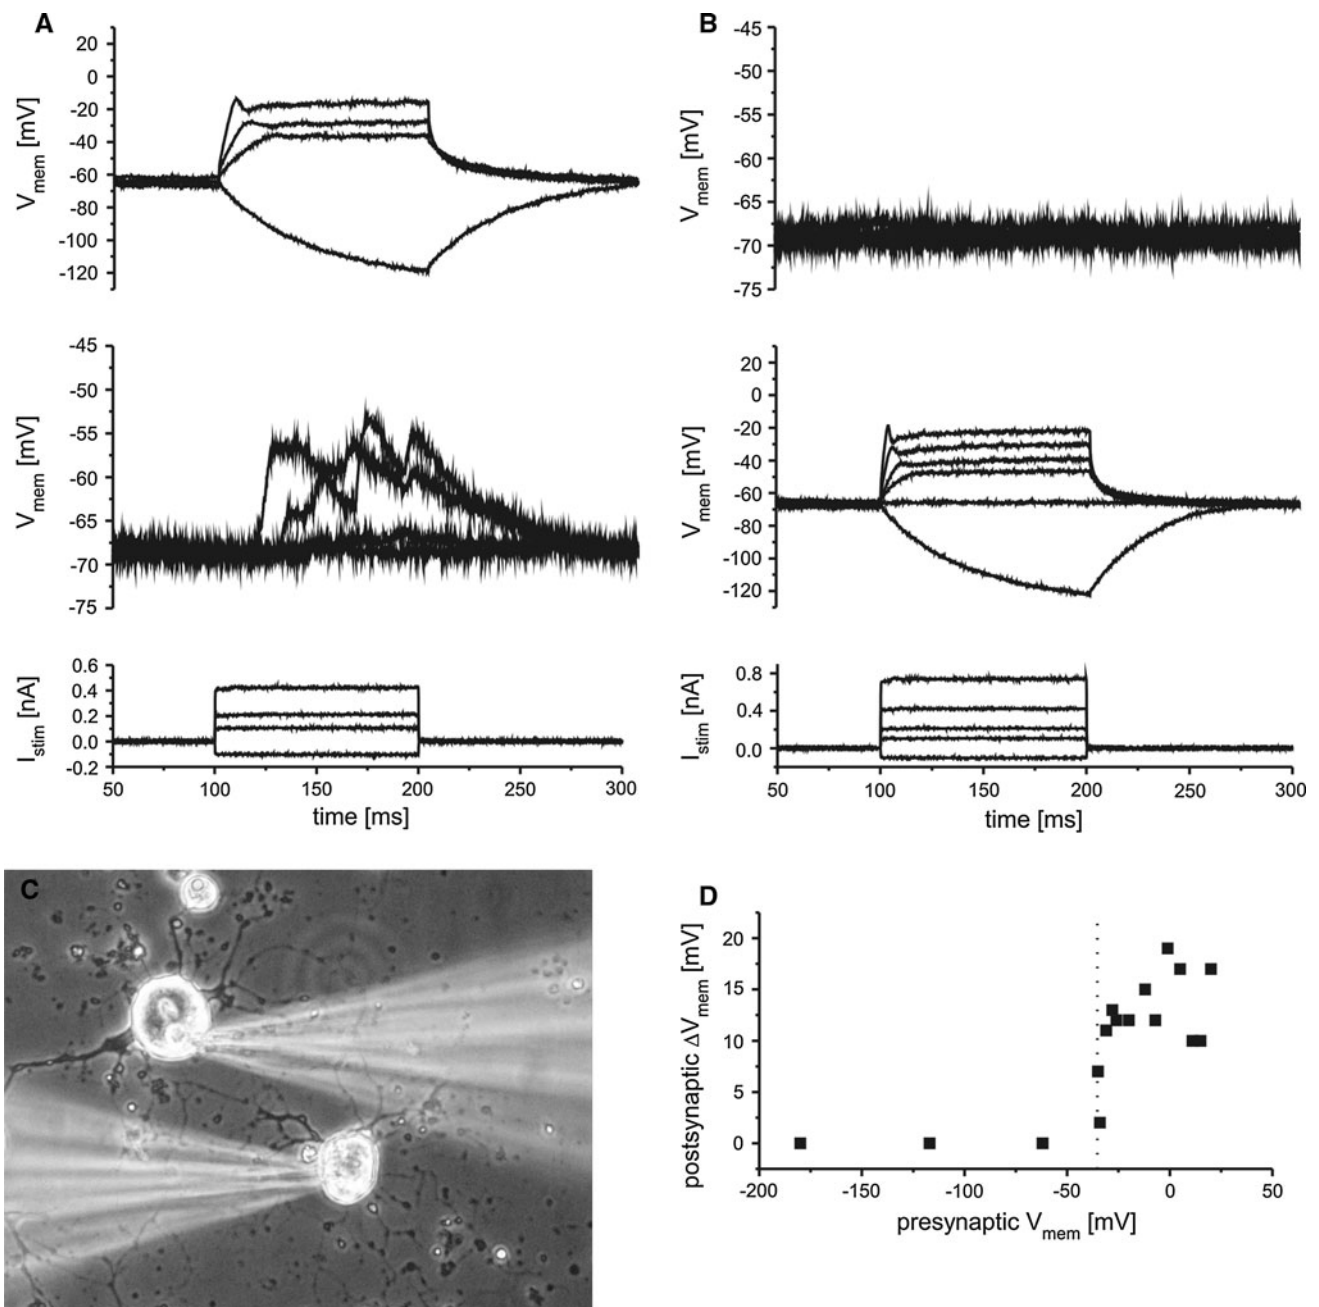 A
20
0
-20
-40
-60
-80
-100
-120
V_mem [mV]
-45
-50
-55
-60
-65
-70
-75
V_mem [mV]
0.6
0.4
0.2
0.0
-0.2
I_stim [nA]
50 100 150 200 250 300
time [ms]
B
-45
-50
-55
-60
-65
-70
-75
V_mem [mV]
20
0
-20
-40
-60
-80
-100
-120
V_mem [mV]
0.8
0.4
0.0
I_stim [nA]
50 100 150 200 250 300
time [ms]
C
D
20
15
10
5
0
postsynaptic ΔV_mem [mV]
-200 -150 -100 -50 0 50
presynaptic V_mem [mV]